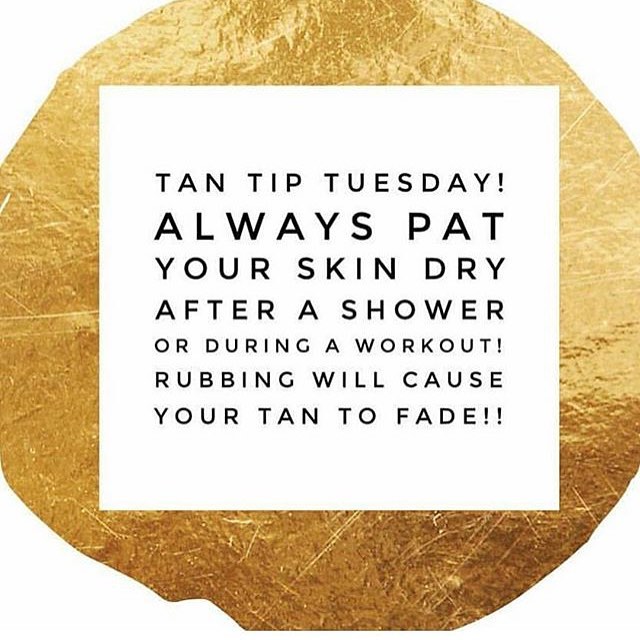 TAN TIP TUESDAY!
ALWAYS PAT
YOUR SKIN DRY
AFTER A SHOWER
OR DURING A WORKOUT!
RUBBING WILL CAUSE
YOUR TAN TO FADE!!